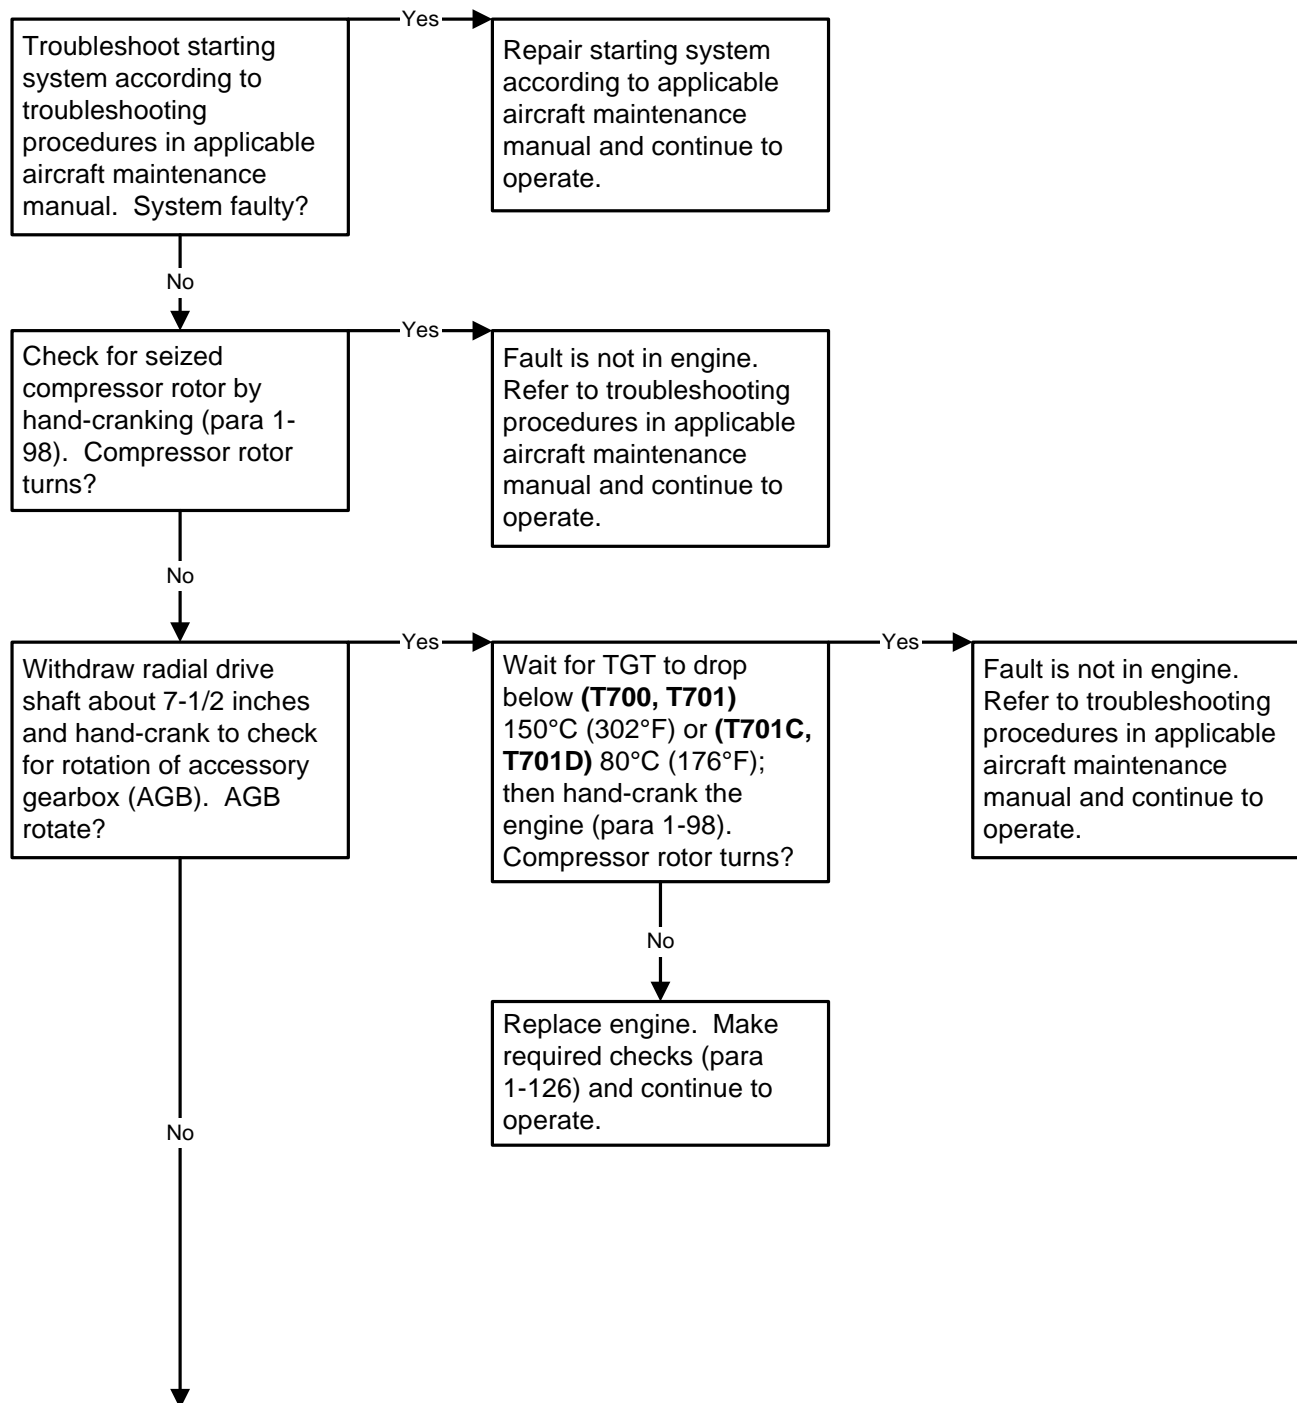 Troubleshoot starting
system according to
troubleshooting
procedures in applicable
aircraft maintenance
manual.  System faulty?
Yes
Repair starting system
according to applicable
aircraft maintenance
manual and continue to
operate.
No
Check for seized
compressor rotor by
hand-cranking (para 1-
98).  Compressor rotor
turns?
Yes
Fault is not in engine.
Refer to troubleshooting
procedures in applicable
aircraft maintenance
manual and continue to
operate.
No
Withdraw radial drive
shaft about 7-1/2 inches
and hand-crank to check
for rotation of accessory
gearbox (AGB).  AGB
rotate?
Yes
Wait for TGT to drop
below (T700, T701)
150°C (302°F) or (T701C,
T701D) 80°C (176°F);
then hand-crank the
engine (para 1-98).
Compressor rotor turns?
Yes
Fault is not in engine.
Refer to troubleshooting
procedures in applicable
aircraft maintenance
manual and continue to
operate.
No
Replace engine.  Make
required checks (para
1-126) and continue to
operate.
No